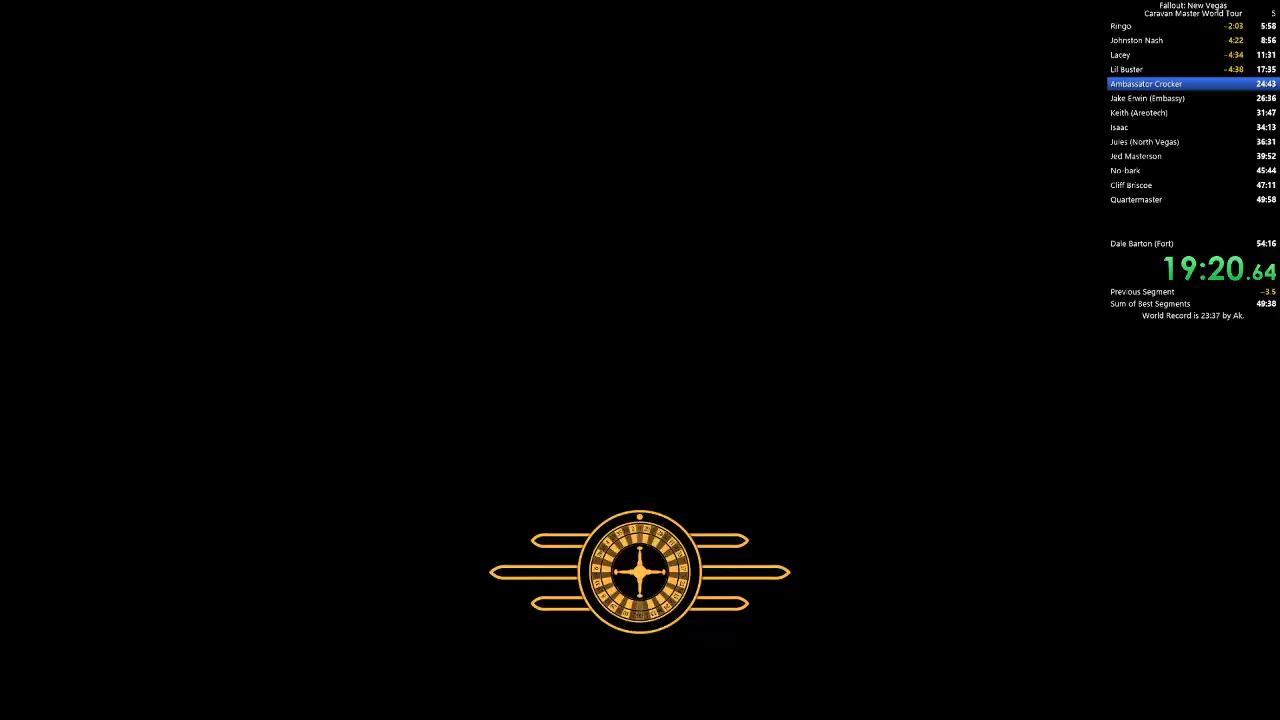 Fallout: New Vegas
Caravan Master World Tour 5
Ringo -2:03 5:58
Johnston Nash -4:22 8:56
Lacey -4:34 11:31
Lil Buster -4:38 17:35
Ambassator Crocker 24:43
Jake Erwin (Embassy) 26:36
Keith (Areotech) 31:47
Isaac 34:13
Jules (North Vegas) 36:31
Jed Masterson 39:52
No-bark 45:44
Cliff Briscoe 47:11
Quartermaster 49:58
Dale Barton (Fort) 54:16
19:20.64
Previous Segment -3.5
Sum of Best Segments 49:38
World Record is 23:37 by Ak.